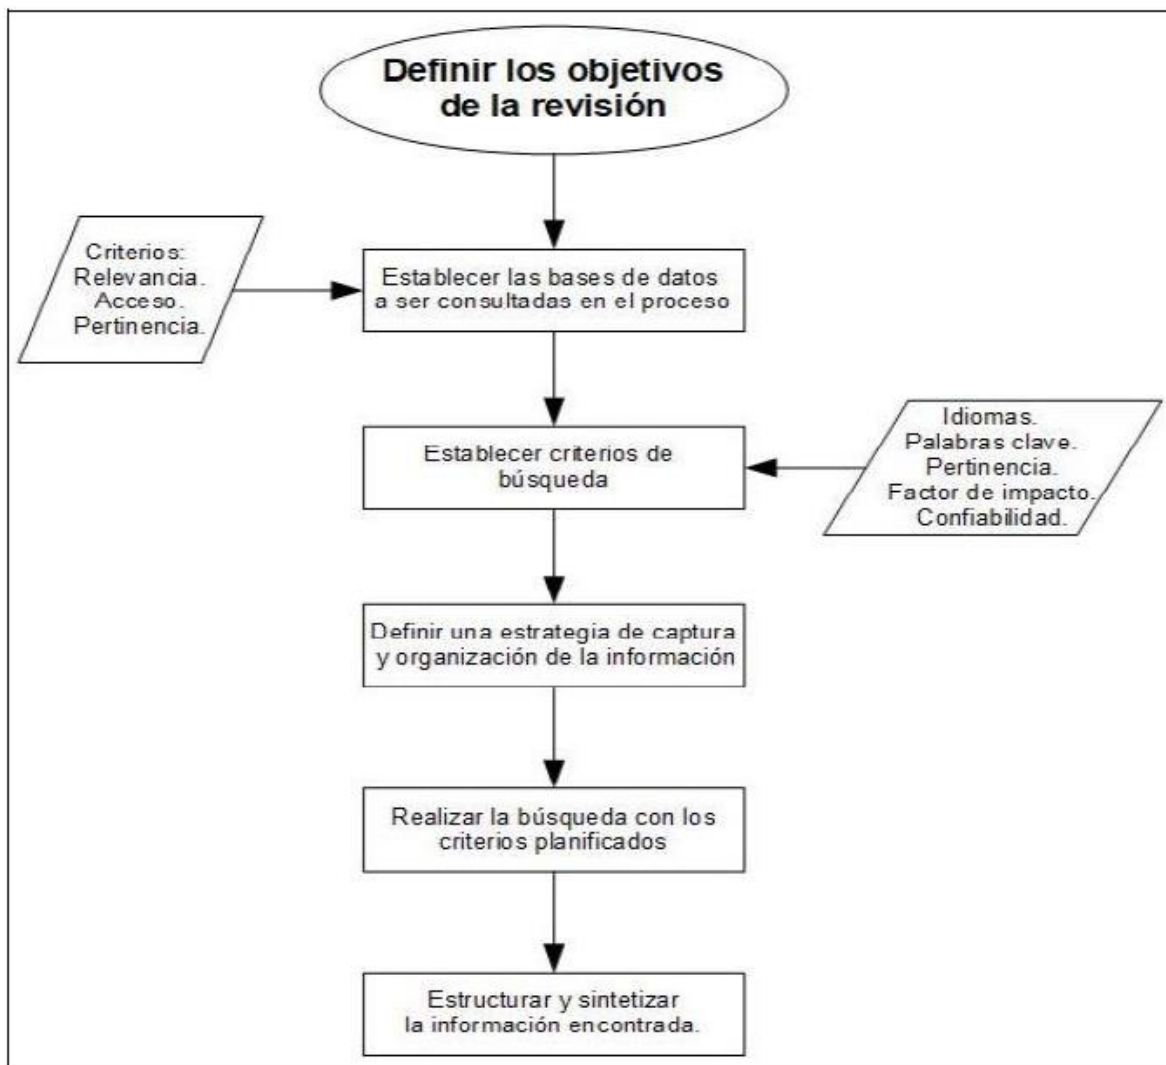 Definir los objetivos
de la revisión
Criterios:
Relevancia.
Acceso.
Pertinencia.
Establecer las bases de datos
a ser consultadas en el proceso
Idiomas.
Palabras clave.
Pertinencia.
Factor de impacto.
Confiabilidad.
Establecer criterios de
búsqueda
Definir una estrategia de captura
y organización de la información
Realizar la búsqueda con los
criterios planificados
Estructurar y sintetizar
la información encontrada.